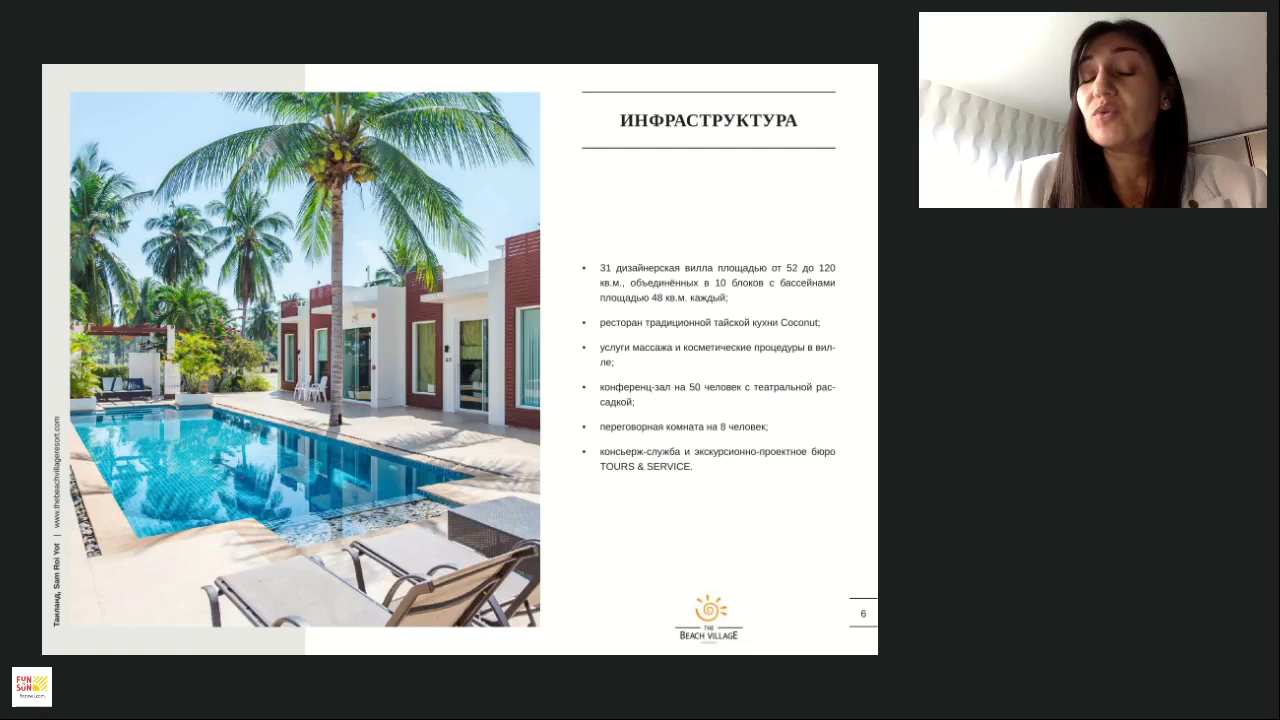 ИНФРАСТРУКТУРА
• 31 дизайнерская вилла площадью от 52 до 120
кв.м., объединённых в 10 блоков с бассейнами
площадью 48 кв.м. каждый;
• ресторан традиционной тайской кухни Coconut;
• услуги массажа и косметические процедуры в вил-
ле;
• конференц-зал на 50 человек с театральной рас-
садкой;
• переговорная комната на 8 человек;
• консьерж-служба и экскурсионно-проектное бюро
TOURS & SERVICE.
Таиланд, Sam Roi Yot | www.thebeachvillageresort.com
THE
BEACH VILLAGE
6
FUN
SUN